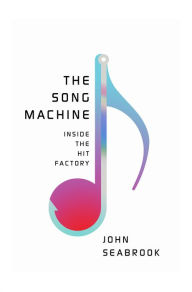 THE
SONG
MACHINE
INSIDE
THE
HIT
FACTORY
JOHN
SEABROOK